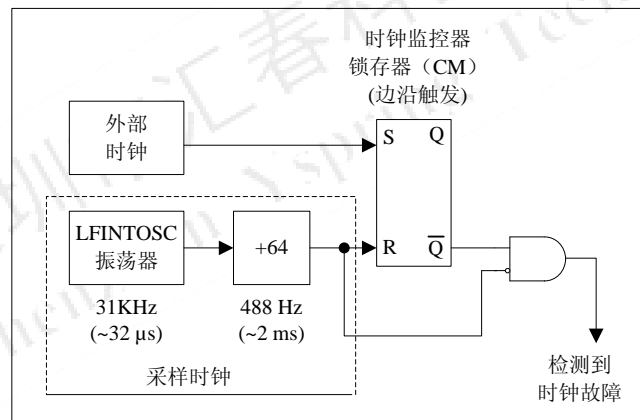 时钟监控器
锁存器（CM）
(边沿触发)
外部
时钟
S Q
LFINTOSC
振荡器
+64
R Q
31KHz
(~32 µs)
488 Hz
(~2 ms)
采样时钟
检测到
时钟故障